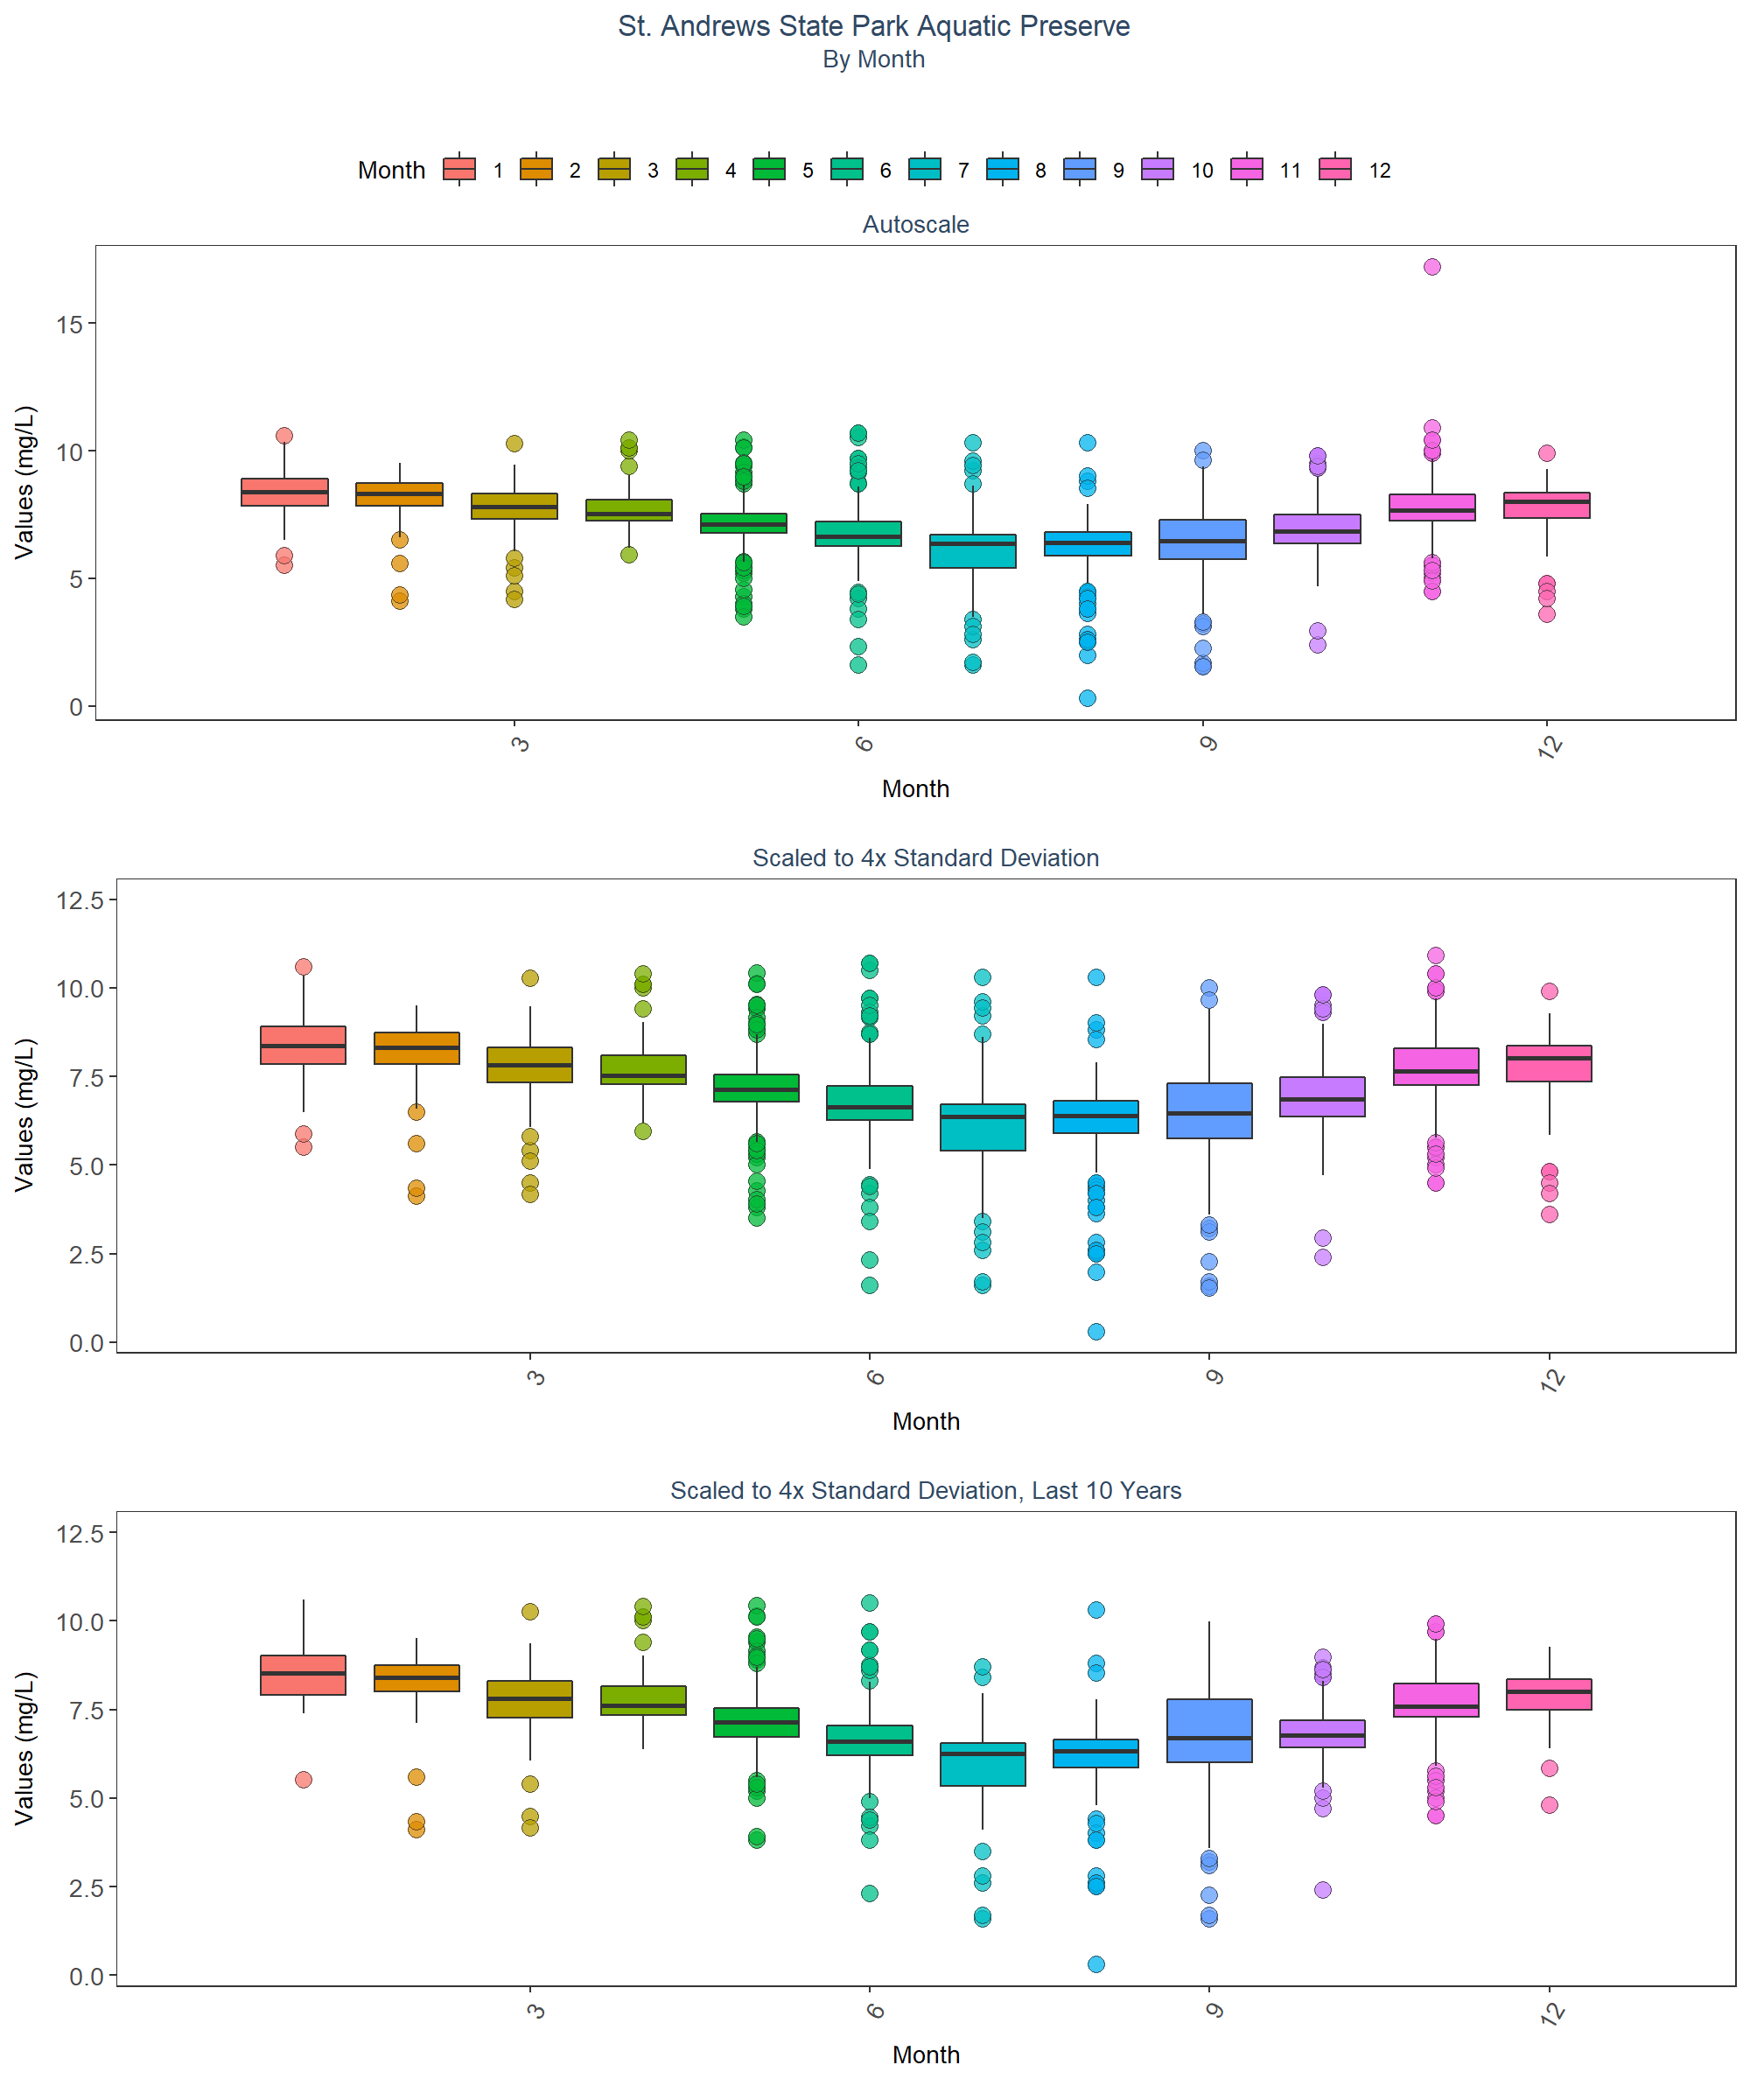 St. Andrews State Park Aquatic Preserve
By Month
Month 1 2 3 4 5 6 7 8 9 10 11 12
Autoscale
Values (mg/L)
15
10
5
0
3 6 9 12
Month
Scaled to 4x Standard Deviation
Values (mg/L)
12.5
10.0
7.5
5.0
2.5
0.0
3 6 9 12
Month
Scaled to 4x Standard Deviation, Last 10 Years
Values (mg/L)
12.5
10.0
7.5
5.0
2.5
0.0
3 6 9 12
Month